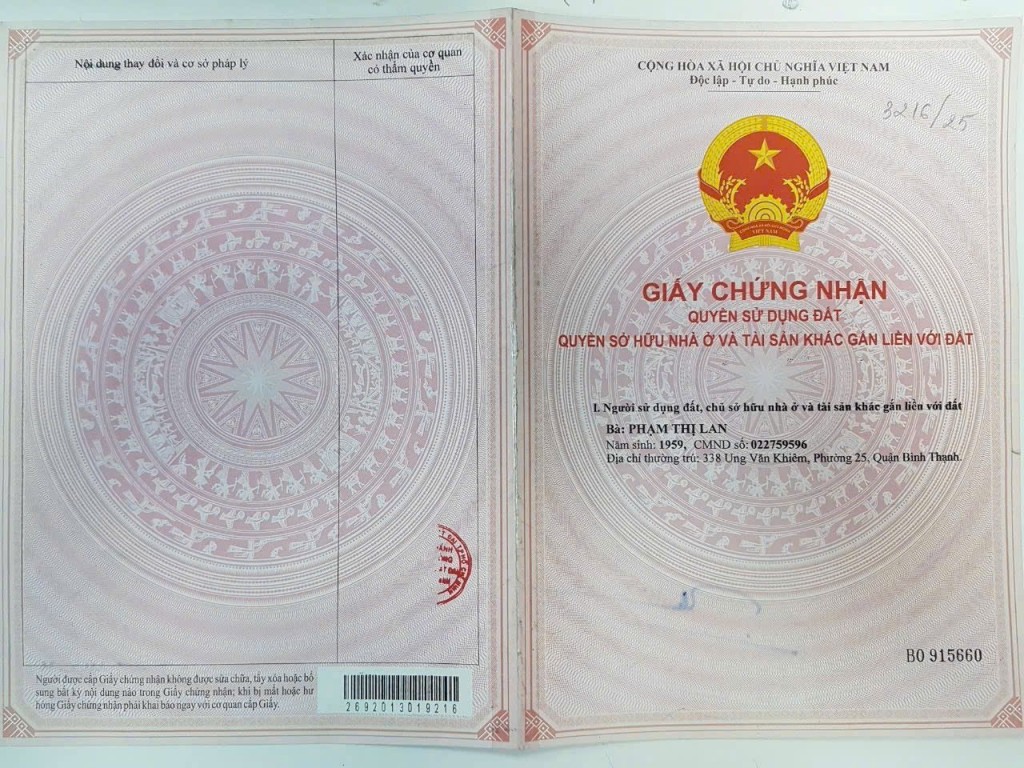 Nội dung thay đổi và cơ sở pháp lý
Xác nhận của cơ quan
có thẩm quyền
Người được cấp Giấy chứng nhận không được sửa chữa, tẩy xóa hoặc bổ
sung bất kỳ nội dung nào trong Giấy chứng nhận; khi bị mất hoặc hư
hỏng Giấy chứng nhận phải khai báo ngay với cơ quan cấp Giấy.
2692013019216
CỘNG HÒA XÃ HỘI CHỦ NGHĨA VIỆT NAM
Độc lập - Tự do - Hạnh phúc
3216/25
VIỆT NAM
GIẤY CHỨNG NHẬN
QUYỀN SỬ DỤNG ĐẤT
QUYỀN SỞ HỮU NHÀ Ở VÀ TÀI SẢN KHÁC GẮN LIỀN VỚI ĐẤT
I. Người sử dụng đất, chủ sở hữu nhà ở và tài sản khác gắn liền với đất
Bà: PHẠM THỊ LAN
Năm sinh: 1959, CMND số: 022759596
Địa chỉ thường trú: 338 Ung Văn Khiêm, Phường 25, Quận Bình Thạnh.
BO 915660